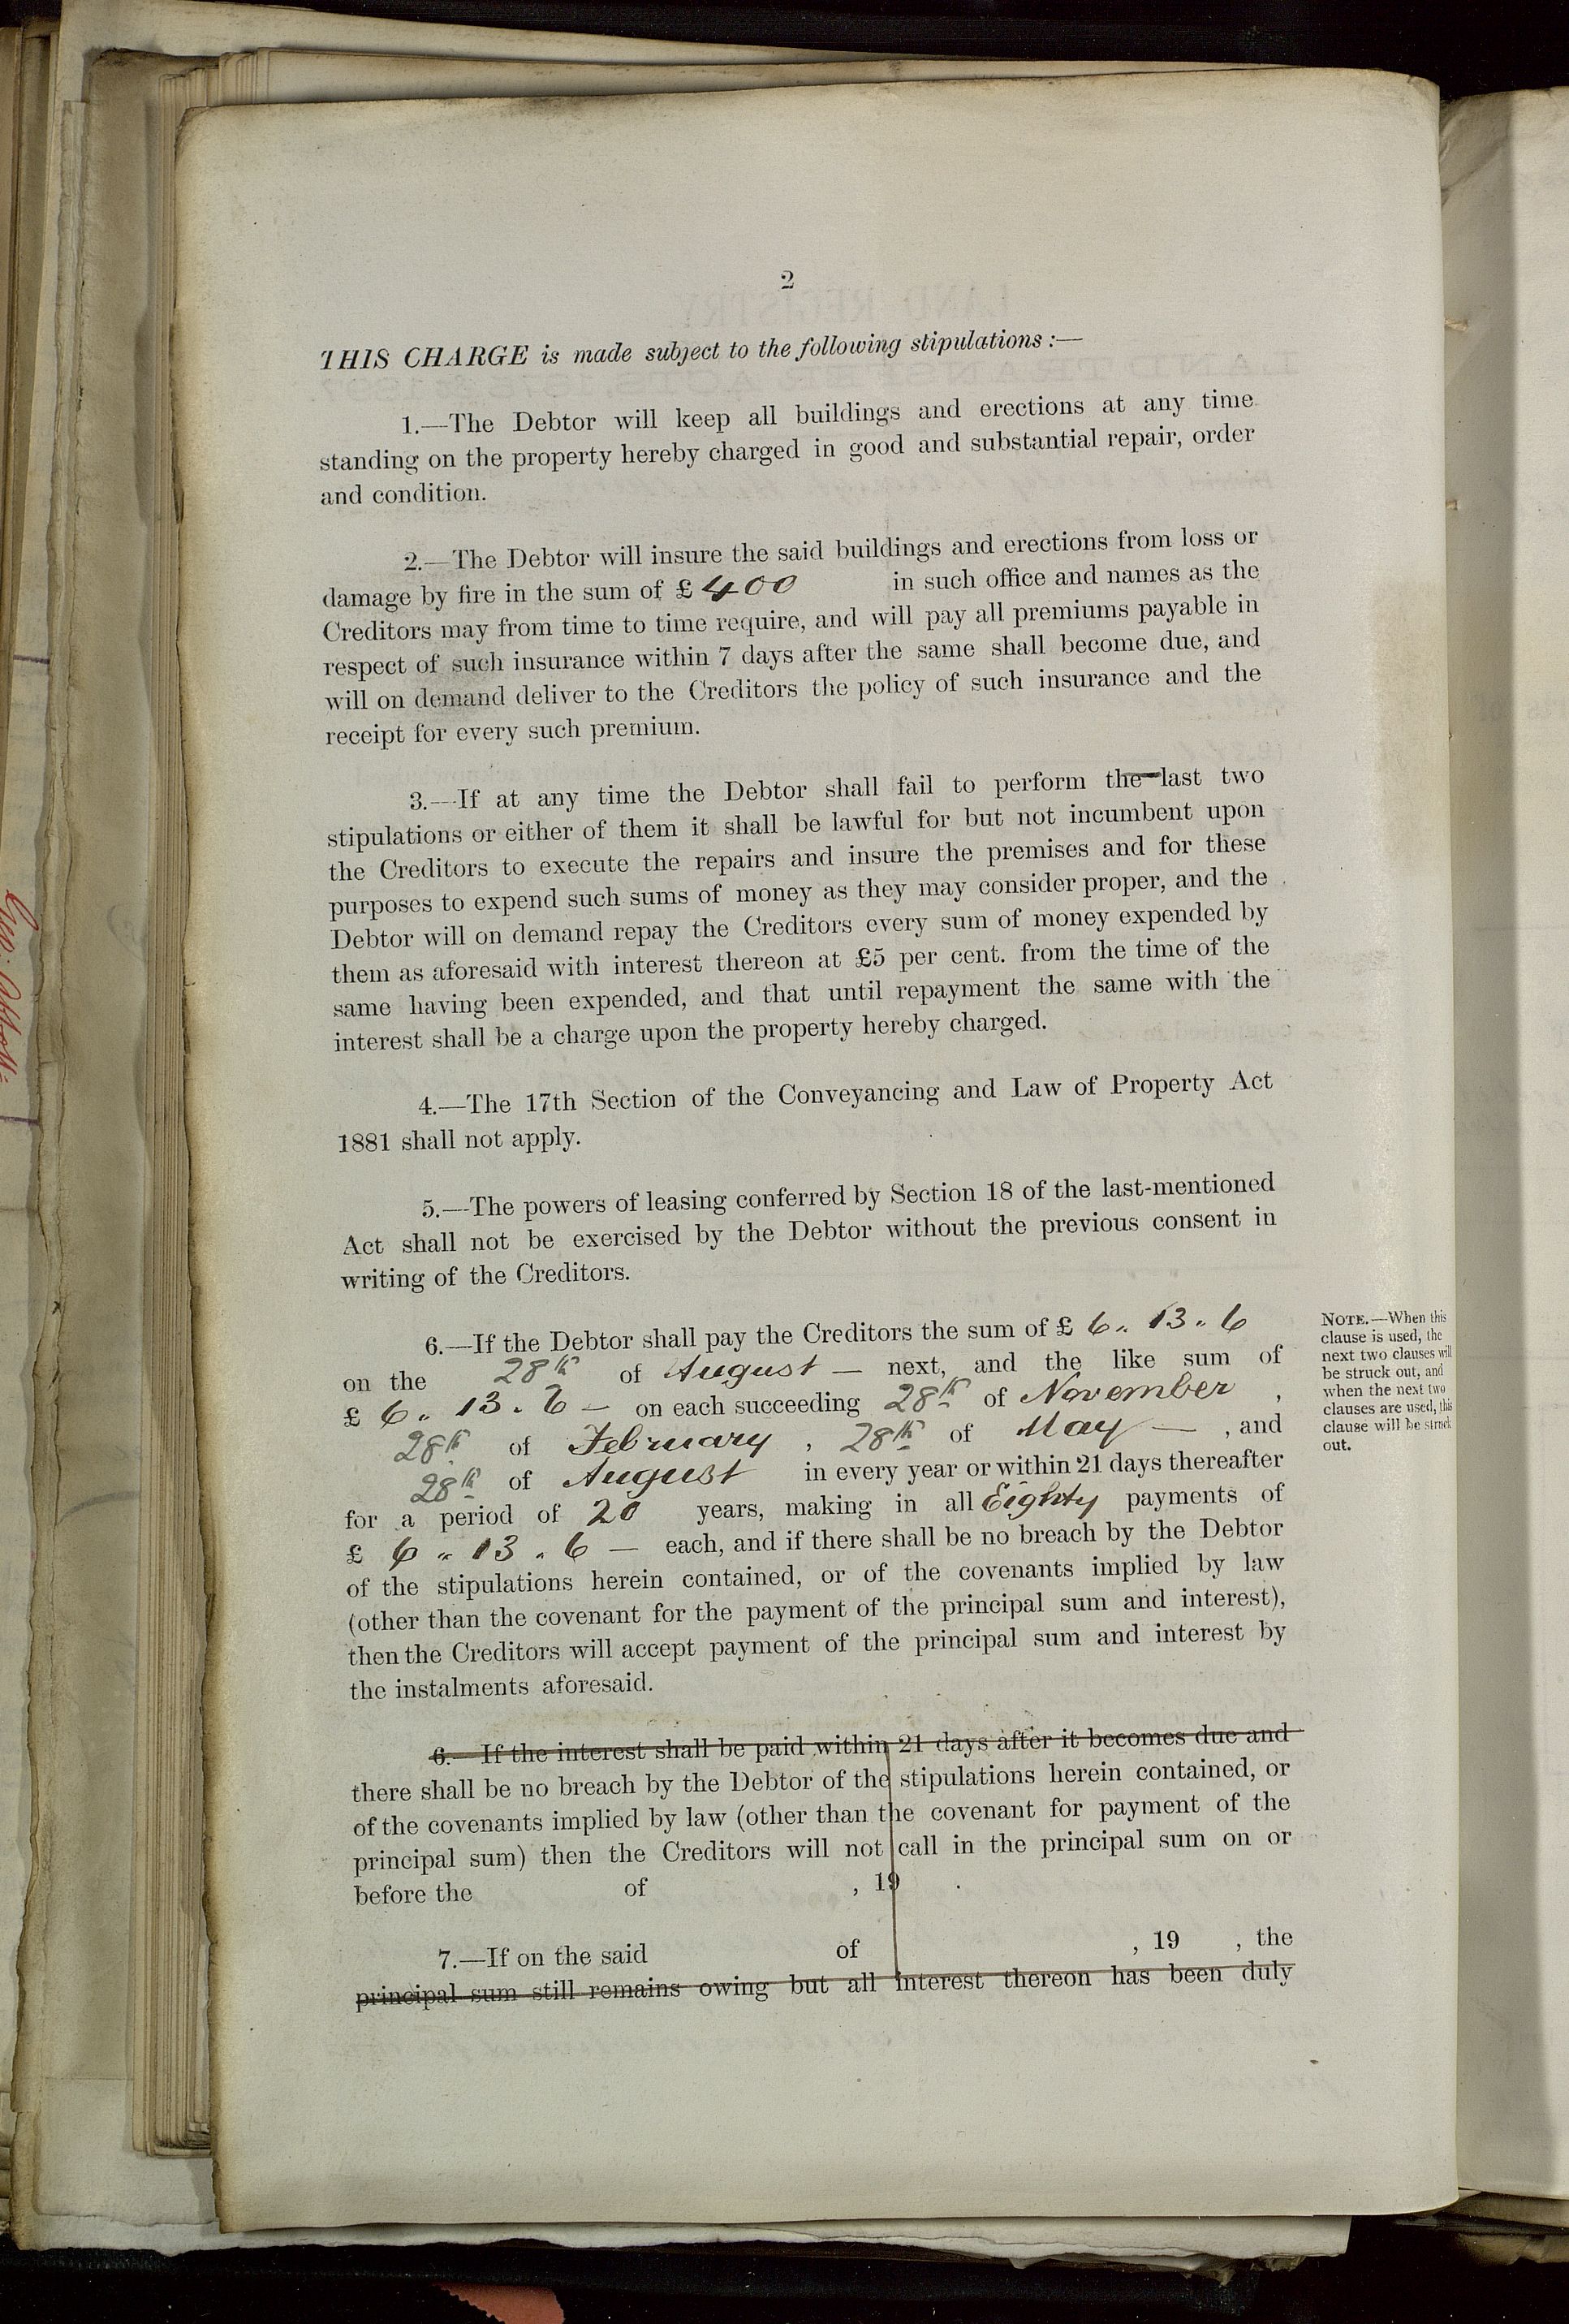 2
THIS CHARGE is made subject to the following stipulations :—
1.—The Debtor will keep all buildings and erections at any time
standing on the property hereby charged in good and substantial repair, order
and condition.
2.—The Debtor will insure the said buildings and erections from loss or
damage by fire in the sum of £ 400 in such office and names as the
Creditors may from time to time require, and will pay all premiums payable in
respect of such insurance within 7 days after the same shall become due, and
will on demand deliver to the Creditors the policy of such insurance and the
receipt for every such premium.
3.—If at any time the Debtor shall fail to perform the last two
stipulations or either of them it shall be lawful for but not incumbent upon
the Creditors to execute the repairs and insure the premises and for these
purposes to expend such sums of money as they may consider proper, and the
Debtor will on demand repay the Creditors every sum of money expended by
them as aforesaid with interest thereon at £5 per cent. from the time of the
same having been expended, and that until repayment the same with the
interest shall be a charge upon the property hereby charged.
4.—The 17th Section of the Conveyancing and Law of Property Act
1881 shall not apply.
5.—The powers of leasing conferred by Section 18 of the last-mentioned
Act shall not be exercised by the Debtor without the previous consent in
writing of the Creditors.
6.—If the Debtor shall pay the Creditors the sum of £ 6 " 13 " 6
on the 28th of August — next, and the like sum of
£ 6 " 13 " 6 — on each succeeding 28th of November ,
28th of February , 28th of May — , and
28th of August in every year or within 21 days thereafter
for a period of 20 years, making in all Eighty payments of
£ 6 " 13 " 6 — each, and if there shall be no breach by the Debtor
of the stipulations herein contained, or of the covenants implied by law
(other than the covenant for the payment of the principal sum and interest),
then the Creditors will accept payment of the principal sum and interest by
the instalments aforesaid.
NOTE.—When this
clause is used, the
next two clauses will
be struck out, and
when the next two
clauses are used, this
clause will be struck
out.
6.—If the interest shall be paid within 21 days after it becomes due and
there shall be no breach by the Debtor of the stipulations herein contained, or
of the covenants implied by law (other than the covenant for payment of the
principal sum) then the Creditors will not call in the principal sum on or
before the of , 19 .
7.—If on the said of , 19 , the
principal sum still remains owing but all interest thereon has been duly